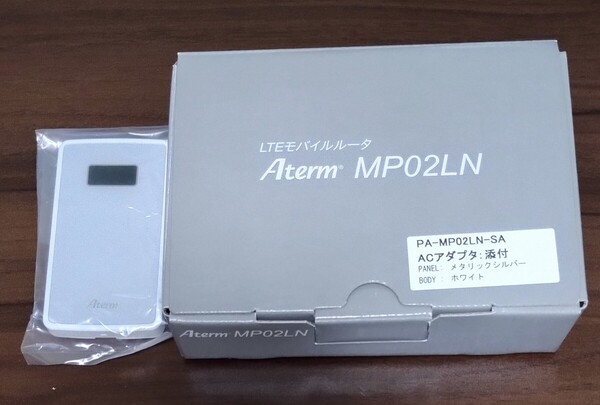 LTEモバイルルータ
Aterm® MP02LN
PA-MP02LN-SA
ACアダプタ:添付
PANEL: メタリックシルバー
BODY : ホワイト
Aterm MP02LN
Aterm